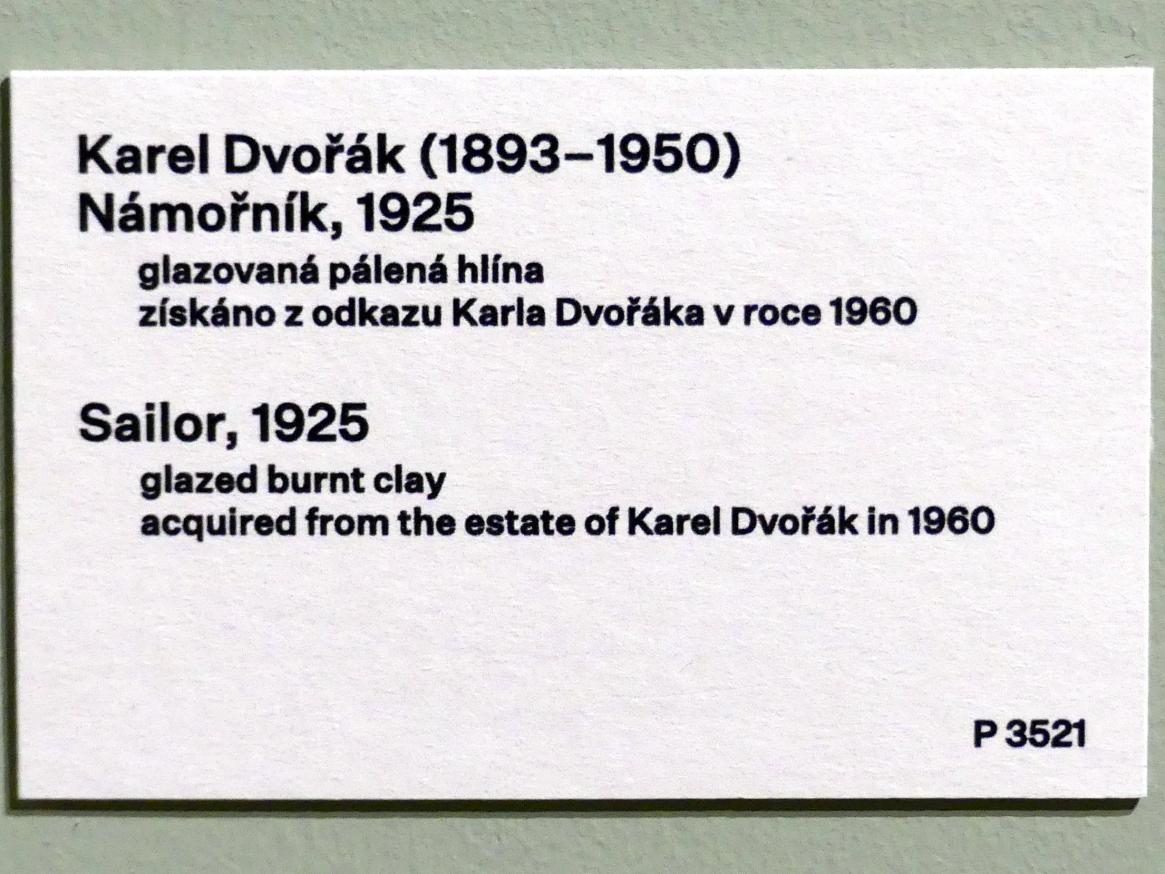 Karel Dvořák (1893–1950)
Námořník, 1925
glazovaná pálená hlína
získáno z odkazu Karla Dvořáka v roce 1960
Sailor, 1925
glazed burnt clay
acquired from the estate of Karel Dvořák in 1960
P 3521